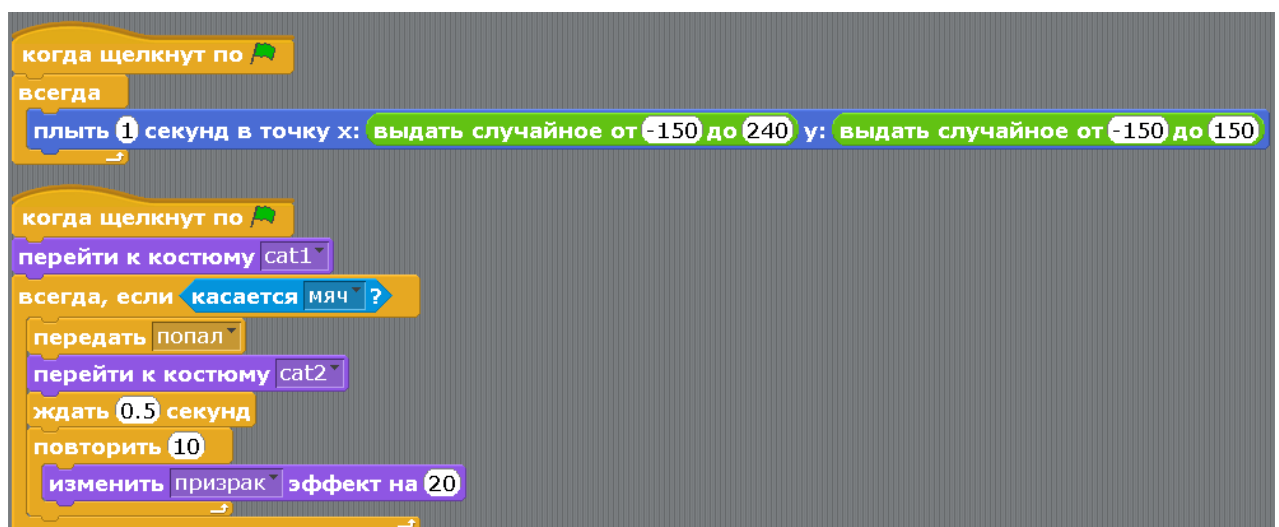 когда щелкнут по
всегда
плыть 1 секунд в точку x: выдать случайное от -150 до 240 y: выдать случайное от -150 до 150
когда щелкнут по
перейти к костюму cat1
всегда, если касается мяч ?
передать попал
перейти к костюму cat2
ждать 0.5 секунд
повторить 10
изменить призрак эффект на 20